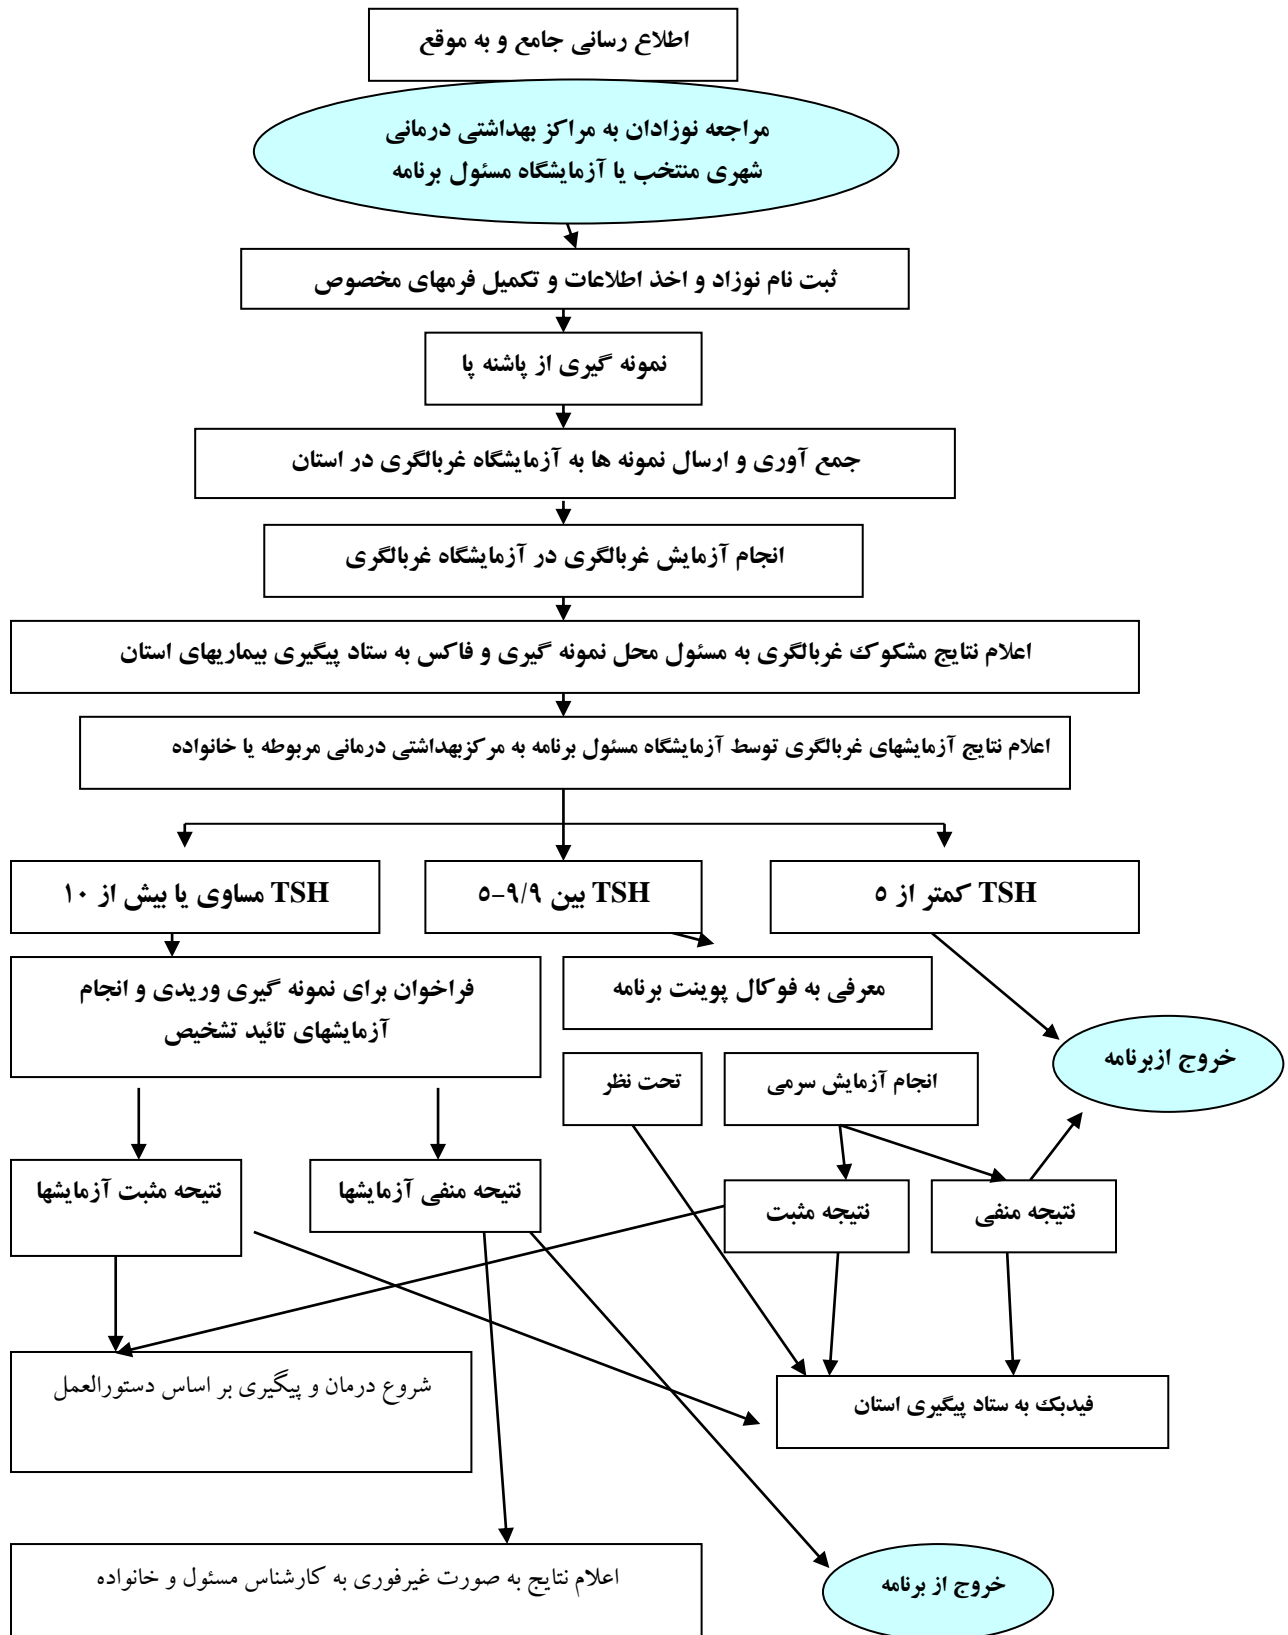 اطلاع رسانی جامع و به موقع
مراجعه نوزادان به مراکز بهداشتی درمانی
شهری منتخب یا آزمایشگاه مسئول برنامه
ثبت نام نوزاد و اخذ اطلاعات و تکمیل فرمهای مخصوص
نمونه گیری از پاشنه پا
جمع آوری و ارسال نمونه ها به آزمایشگاه غربالگری در استان
انجام آزمایش غربالگری در آزمایشگاه غربالگری
اعلام نتایج مشکوک غربالگری به مسئول محل نمونه گیری و فاکس به ستاد پیگیری بیماریهای استان
اعلام نتایج آزمایشهای غربالگری توسط آزمایشگاه مسئول برنامه به مرکزبهداشتی درمانی مربوطه یا خانواده
TSH کمتر از ۵
TSH بین ۹/۹-۵
TSH مساوی یا بیش از ۱۰
معرفی به فوکال پوینت برنامه
فراخوان برای نمونه گیری وریدی و انجام
آزمایشهای تائید تشخیص
خروج ازبرنامه
انجام آزمایش سرمی
تحت نظر
نتیجه منفی
نتیجه مثبت
نتیحه منفی آزمایشها
نتیحه مثبت آزمایشها
فیدبک به ستاد پیگیری استان
شروع درمان و پیگیری بر اساس دستورالعمل
خروج از برنامه
اعلام نتایج به صورت غیرفوری به کارشناس مسئول و خانواده